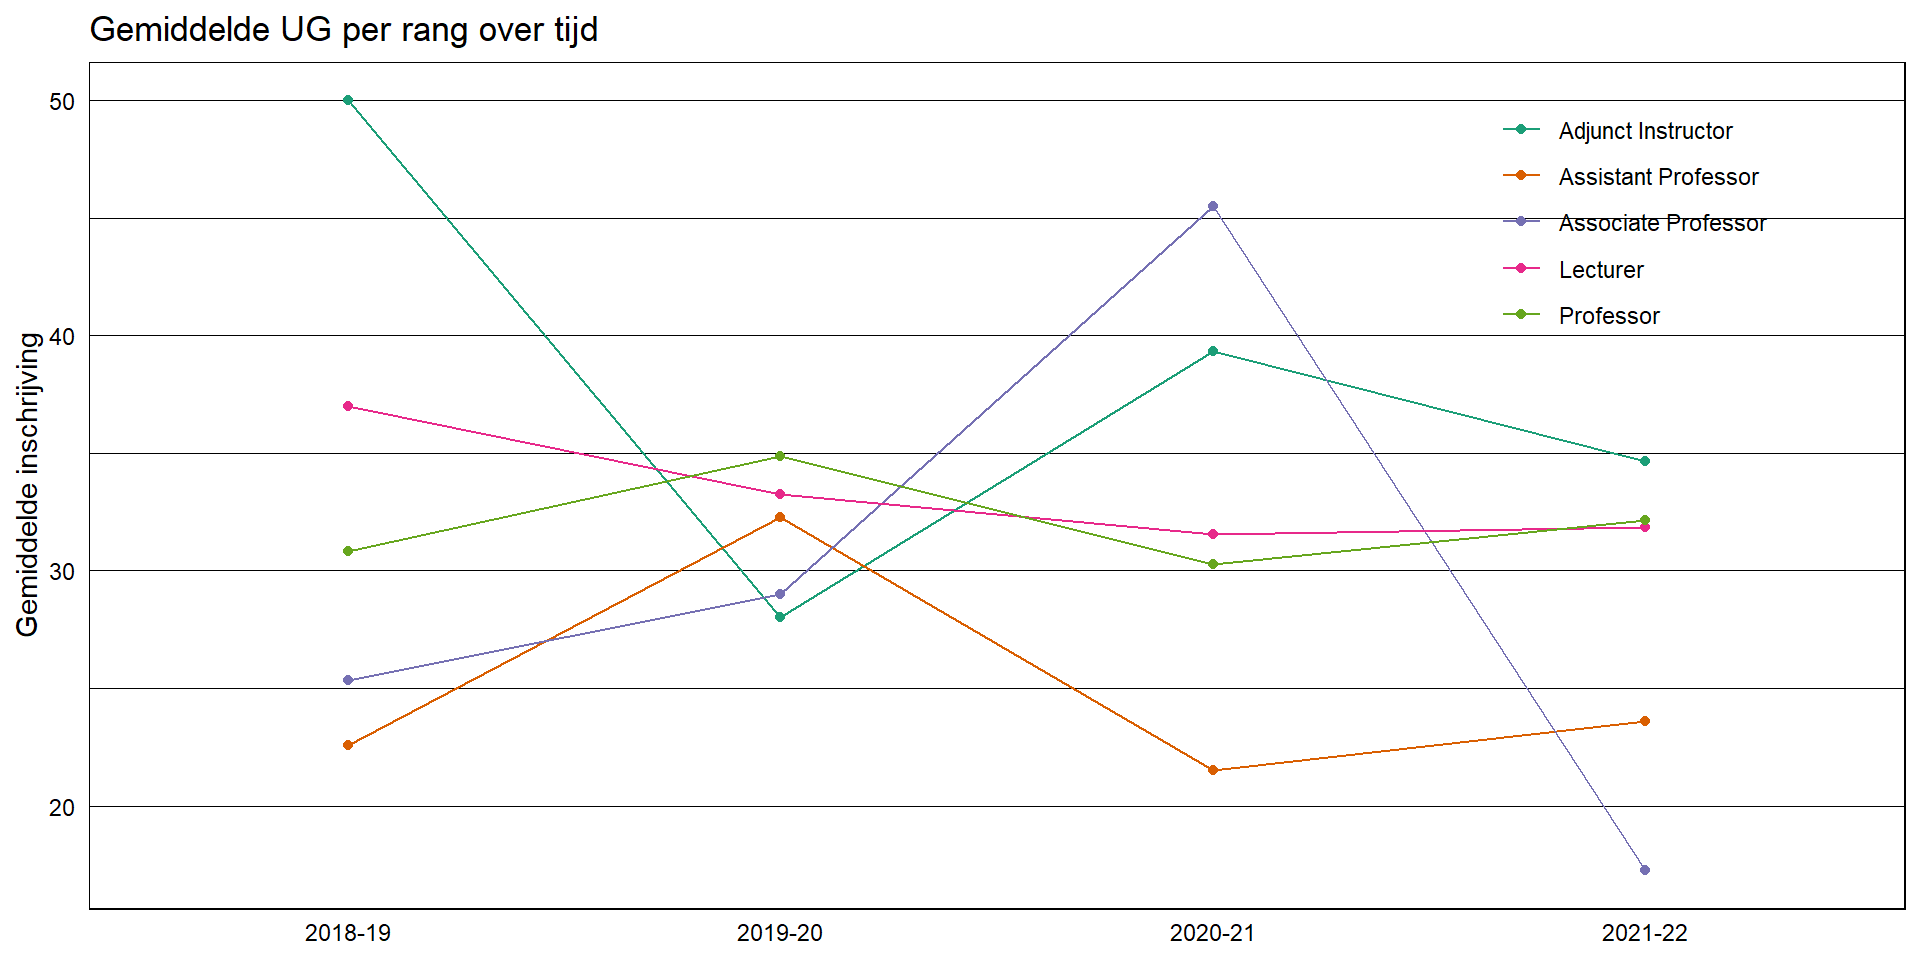 Gemiddelde UG per rang over tijd
Gemiddelde inschrijving
50
40
30
20
Adjunct Instructor
Assistant Professor
Associate Professor
Lecturer
Professor
2018-19
2019-20
2020-21
2021-22